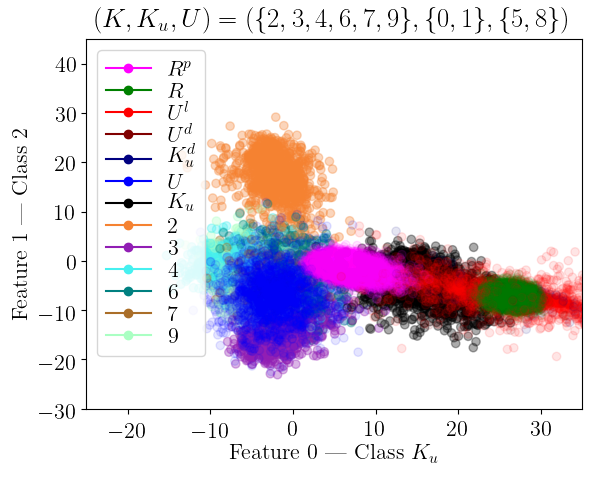 (K, K_u, U) = ({2, 3, 4, 6, 7, 9}, {0, 1}, {5, 8})
40
30
20
10
0
−10
−20
−30
Feature 1 — Class 2
R^p
R
U^l
U^d
K_u^d
U
K_u
2
3
4
6
7
9
−20 −10 0 10 20 30
Feature 0 — Class K_u